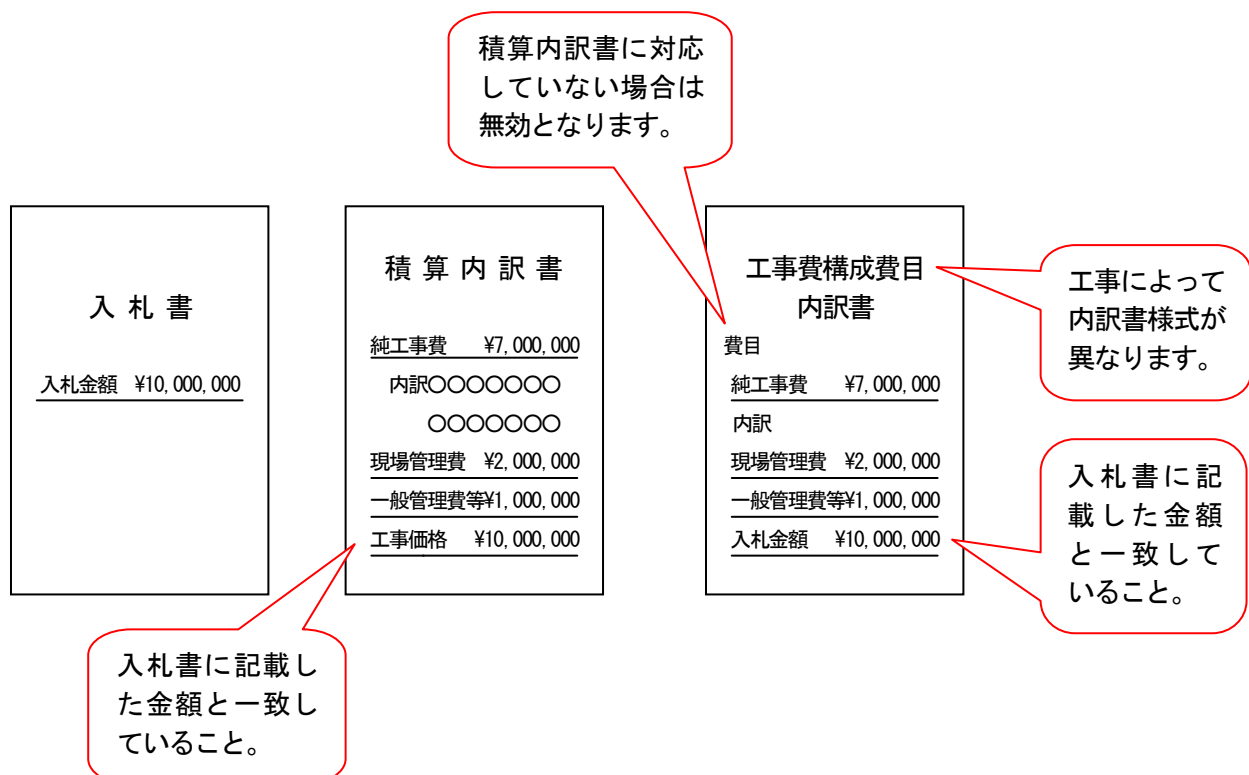 積算内訳書に対応
していない場合は
無効となります。
入札書
入札金額 ¥10,000,000
積算内訳書
純工事費 ¥7,000,000
内訳○○○○○○○
○○○○○○○
現場管理費 ¥2,000,000
一般管理費等¥1,000,000
工事価格 ¥10,000,000
工事費構成費目
内訳書
費目
純工事費 ¥7,000,000
内訳
現場管理費 ¥2,000,000
一般管理費等¥1,000,000
入札金額 ¥10,000,000
工事によって
内訳書様式が
異なります。
入札書に記
載した金額
と一致して
いること。
入札書に記載し
た金額と一致し
ていること。